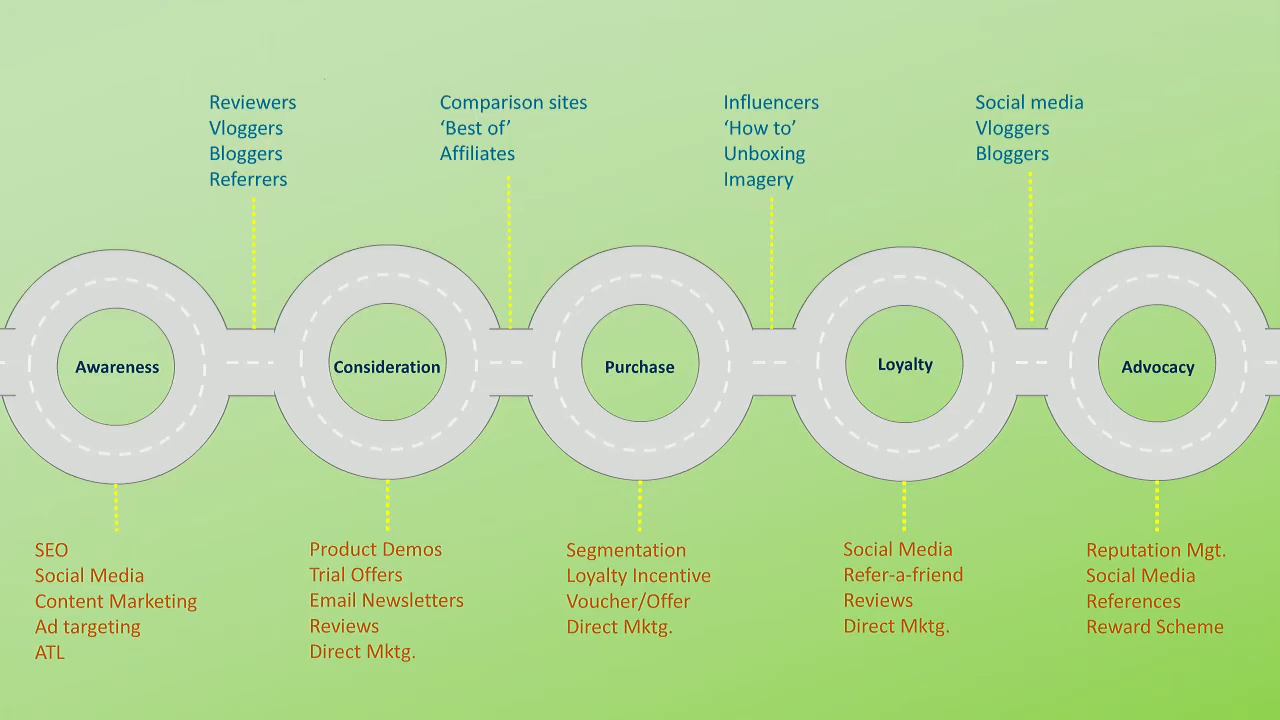 Reviewers
Vloggers
Bloggers
Referrers
Comparison sites
‘Best of’
Affiliates
Influencers
‘How to’
Unboxing
Imagery
Social media
Vloggers
Bloggers
Awareness
Consideration
Purchase
Loyalty
Advocacy
SEO
Social Media
Content Marketing
Ad targeting
ATL
Product Demos
Trial Offers
Email Newsletters
Reviews
Direct Mktg.
Segmentation
Loyalty Incentive
Voucher/Offer
Direct Mktg.
Social Media
Refer-a-friend
Reviews
Direct Mktg.
Reputation Mgt.
Social Media
References
Reward Scheme